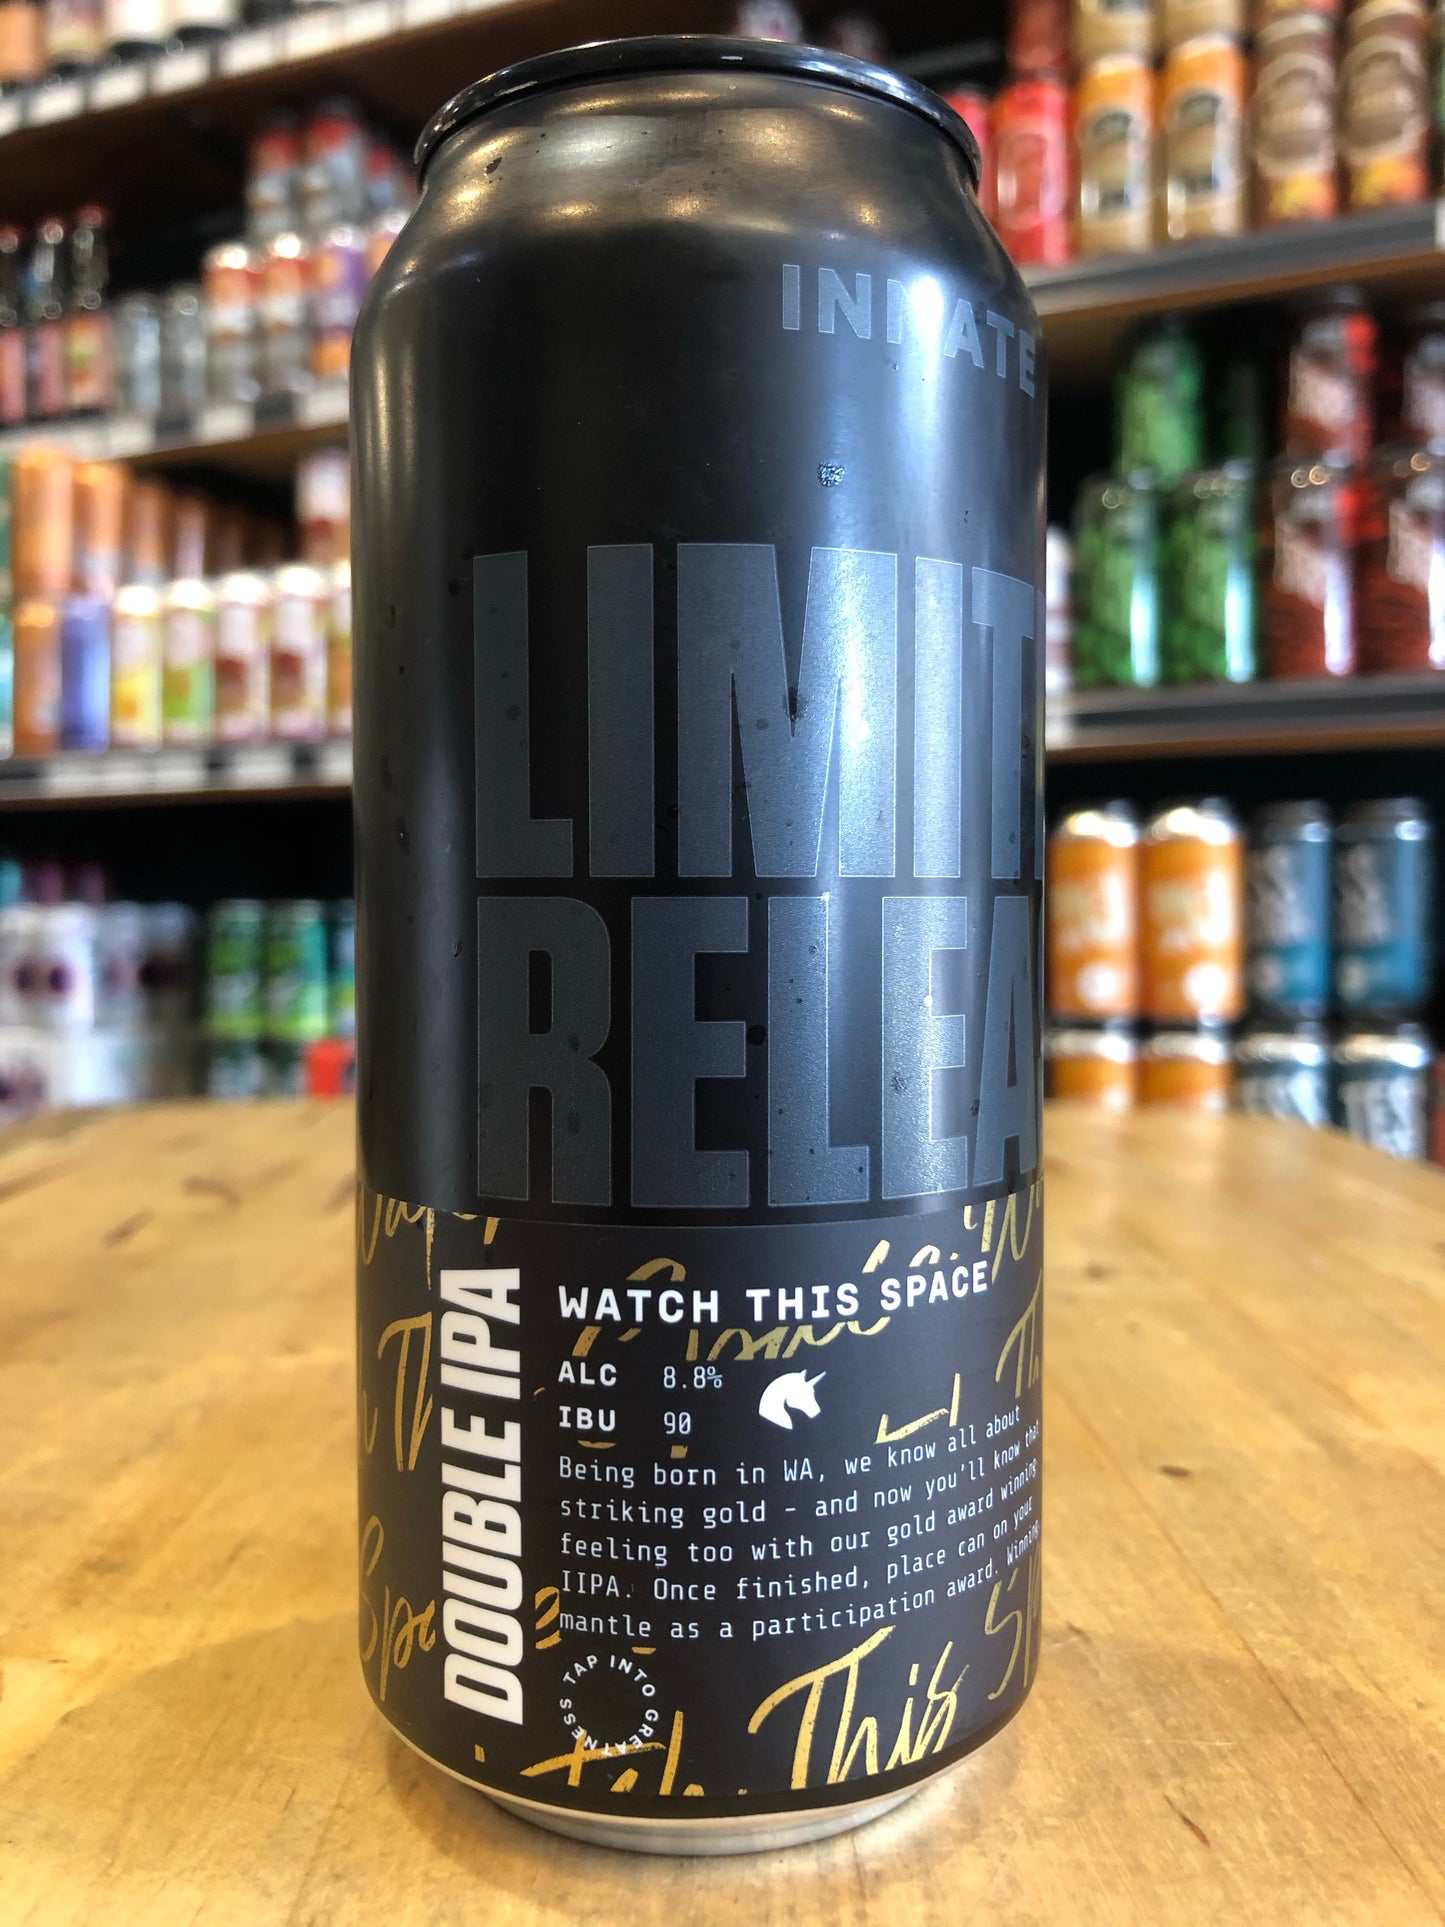 INNATE
LIMIT
RELEA
DOUBLE IPA
WATCH THIS SPACE
ALC 8.8%
IBU 90
Being born in WA, we know all about
striking gold – and now you'll know that
feeling too with our gold award winning
IIPA. Once finished, place can on your
mantle as a participation award. Winning.
TAP INTO GREATNESS
This